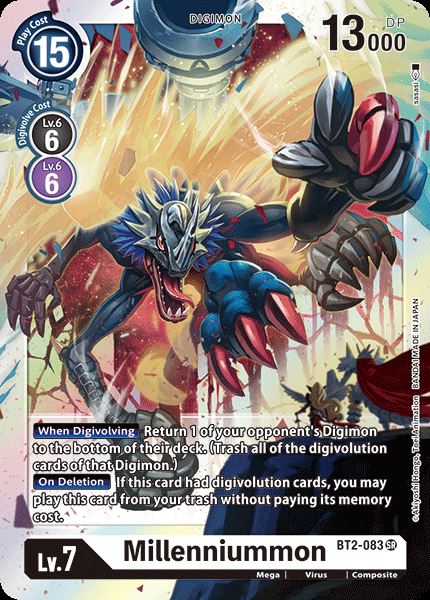 Play Cost
15
DIGIMON
DP
13000
Digivolve Cost
Lv.6
6
Lv.6
6
sasasi
When Digivolving Return 1 of your opponent's Digimon
to the bottom of their deck. (Trash all of the digivolution
cards of that Digimon.)
On Deletion If this card had digivolution cards, you may
play this card from your trash without paying its memory
cost.
© Akiyoshi Hongo, Toei Animation BANDAI MADE IN JAPAN
Lv.7
Millenniummon
BT2-083 SR
Mega | Virus | Composite